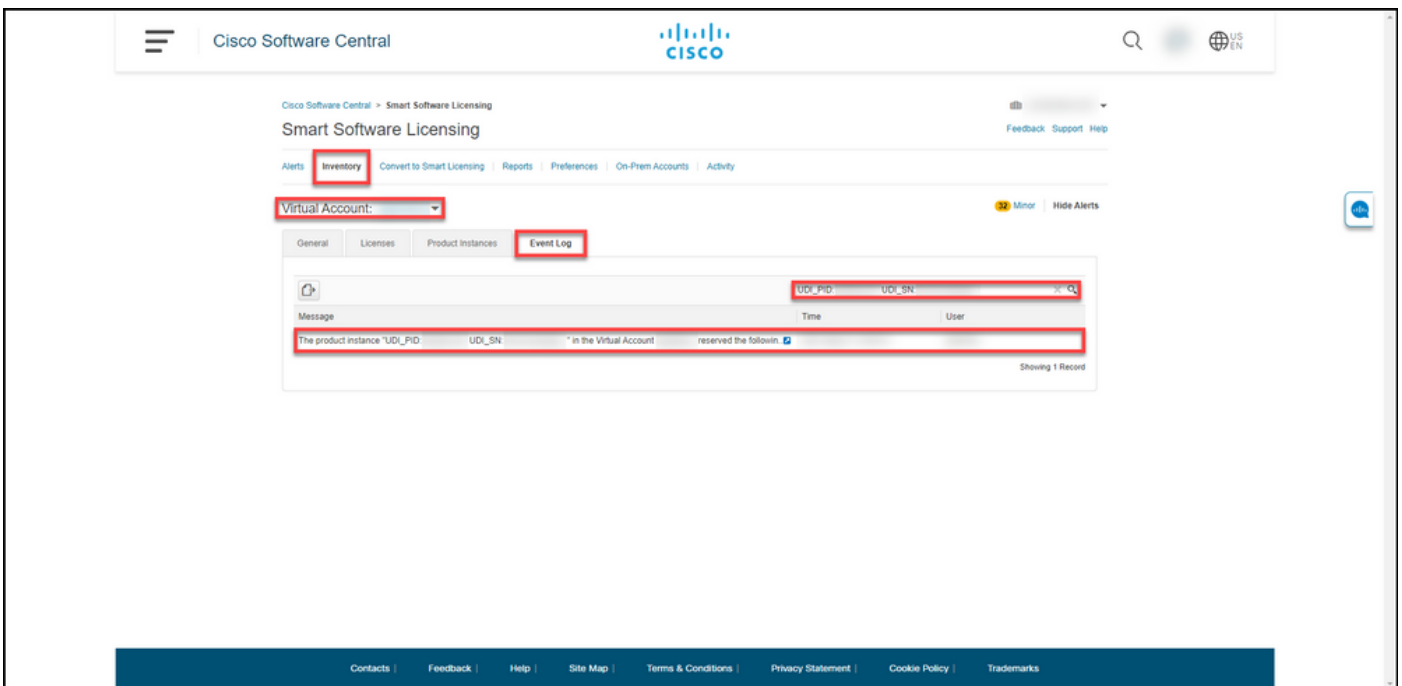 Cisco Software Central
CISCO
US
EN
Cisco Software Central > Smart Software Licensing
Smart Software Licensing
Feedback Support Help
Alerts Inventory Convert to Smart Licensing | Reports | Preferences | On-Prem Accounts | Activity
Virtual Account:
32 Minor | Hide Alerts
General Licenses Product Instances Event Log
UDI_PID: UDI_SN:
Message Time User
The product instance "UDI_PID: UDI_SN: " in the Virtual Account reserved the followin..
Showing 1 Record
Contacts | Feedback | Help | Site Map | Terms & Conditions | Privacy Statement | Cookie Policy | Trademarks